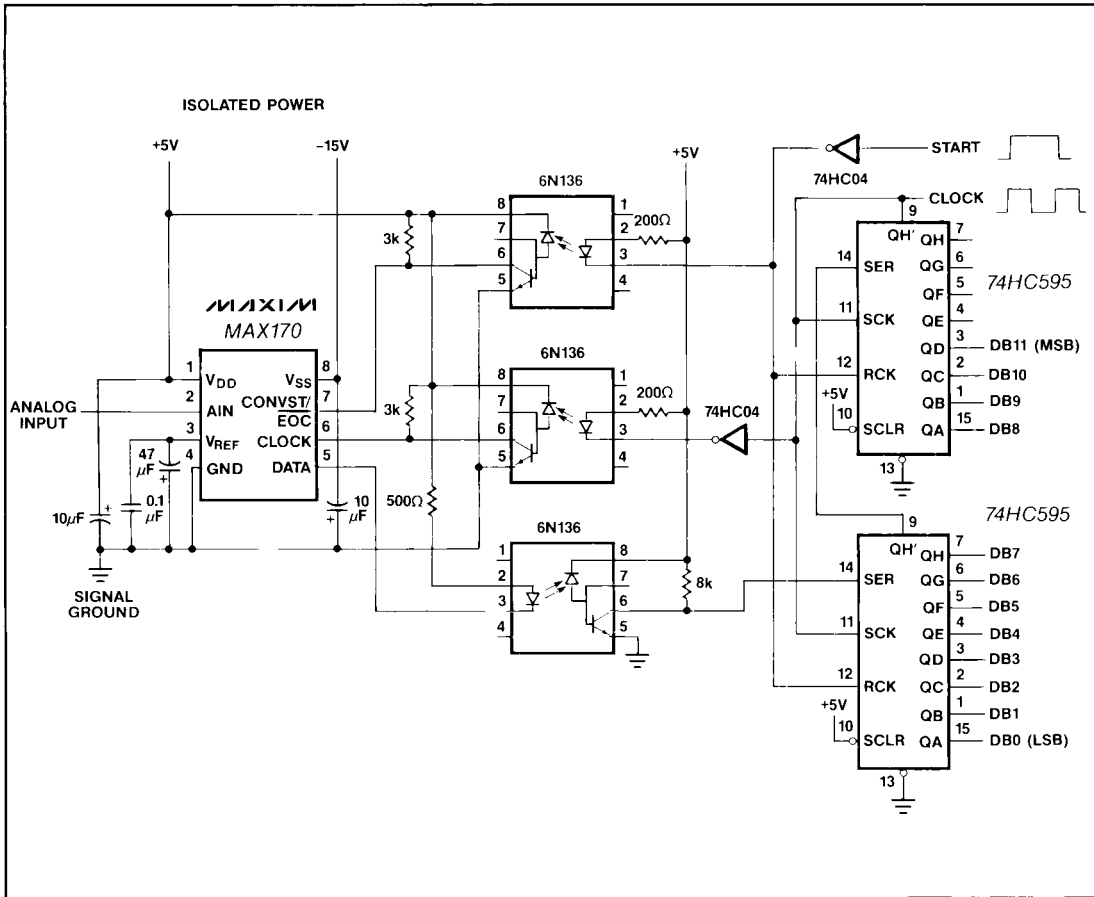 ISOLATED POWER
+5V
-15V
+5V
START
74HC04
CLOCK
6N136
8
7
6
5
1
2
3
4
200Ω
3k
MAXIM
MAX170
1 VDD
2 AIN
3 VREF
4 GND
VSS 8
CONVST/EOC 7
CLOCK 6
DATA 5
ANALOG INPUT
10µF
+
0.1 µF
47 µF
+
10 µF
+
SIGNAL GROUND
6N136
8
7
6
5
1
2
3
4
200Ω
3k
74HC04
500Ω
6N136
1
2
3
4
8
7
6
5
8k
74HC595
9
QH'
14 SER
11 SCK
12 RCK
+5V
10 SCLR
13
QH 7
QG 6
QF 5
QE 4
QD 3 DB11 (MSB)
QC 2 DB10
QB 1 DB9
QA 15 DB8
74HC595
9
QH'
14 SER
11 SCK
12 RCK
+5V
10 SCLR
13
QH 7 DB7
QG 6 DB6
QF 5 DB5
QE 4 DB4
QD 3 DB3
QC 2 DB2
QB 1 DB1
QA 15 DB0 (LSB)